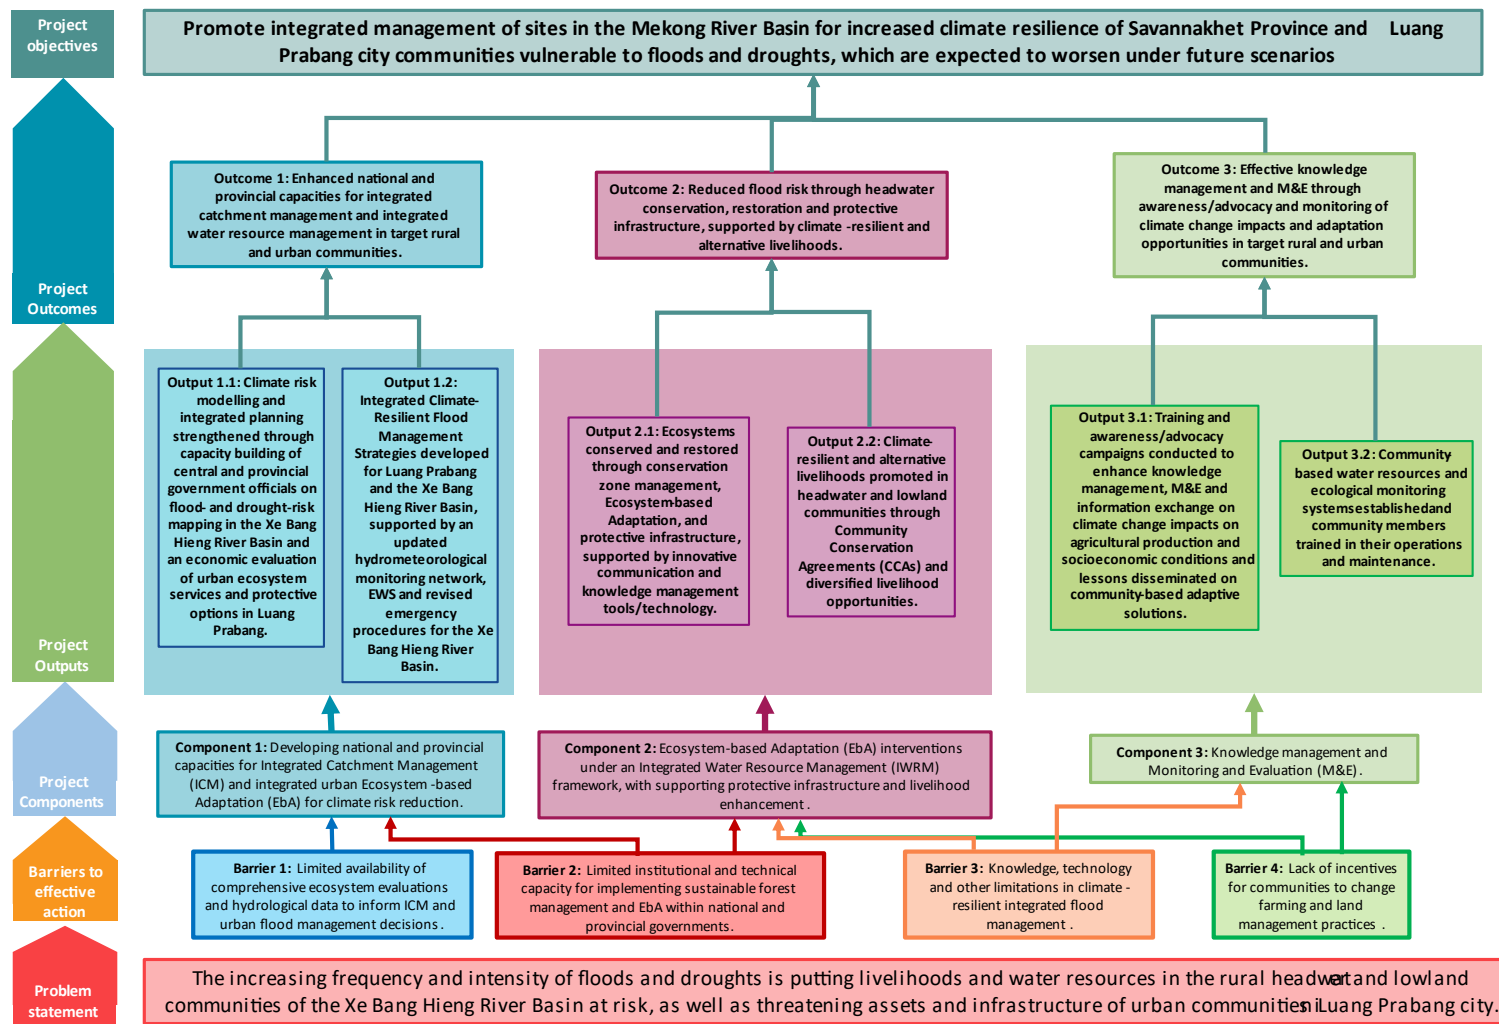 Project
objectives
Promote integrated management of sites in the Mekong River Basin for increased climate resilience of Savannakhet Province and Luang
Prabang city communities vulnerable to floods and droughts, which are expected to worsen under future scenarios
Project
Outcomes
Outcome 1: Enhanced national and
provincial capacities for integrated
catchment management and integrated
water resource management in target rural
and urban communities.
Outcome 2: Reduced flood risk through headwater
conservation, restoration and protective
infrastructure, supported by climate -resilient and
alternative livelihoods.
Outcome 3: Effective knowledge
management and M&E through
awareness/advocacy and monitoring of
climate change impacts and adaptation
opportunities in target rural and urban
communities.
Project
Outputs
Output 1.1: Climate risk
modelling and
integrated planning
strengthened through
capacity building of
central and provincial
government officials on
flood- and drought-risk
mapping in the Xe Bang
Hieng River Basin and
an economic evaluation
of urban ecosystem
services and protective
options in Luang
Prabang.
Output 1.2:
Integrated Climate-
Resilient Flood
Management
Strategies developed
for Luang Prabang
and the Xe Bang
Hieng River Basin,
supported by an
updated
hydrometeorological
monitoring network,
EWS and revised
emergency
procedures for the Xe
Bang Hieng River
Basin.
Output 2.1: Ecosystems
conserved and restored
through conservation
zone management,
Ecosystem-based
Adaptation, and
protective infrastructure,
supported by innovative
communication and
knowledge management
tools/technology.
Output 2.2: Climate-
resilient and alternative
livelihoods promoted in
headwater and lowland
communities through
Community
Conservation
Agreements (CCAs) and
diversified livelihood
opportunities.
Output 3.1: Training and
awareness/advocacy
campaigns conducted to
enhance knowledge
management, M&E and
information exchange on
climate change impacts on
agricultural production and
socioeconomic conditions and
lessons disseminated on
community-based adaptive
solutions.
Output 3.2: Community-
based water resources and
ecological monitoring
systemsestablishedand
community members
trained in their operations
and maintenance.
Project
Components
Component 1: Developing national and provincial
capacities for Integrated Catchment Management
(ICM) and integrated urban Ecosystem -based
Adaptation (EbA) for climate risk reduction.
Component 2: Ecosystem-based Adaptation (EbA) interventions
under an Integrated Water Resource Management (IWRM)
framework, with supporting protective infrastructure and livelihood
enhancement .
Component 3: Knowledge management and
Monitoring and Evaluation (M&E) .
Barriers to
effective
action
Barrier 1: Limited availability of
comprehensive ecosystem evaluations
and hydrological data to inform ICM and
urban flood management decisions .
Barrier 2: Limited institutional and technical
capacity for implementing sustainable forest
management and EbA within national and
provincial governments.
Barrier 3: Knowledge, technology
and other limitations in climate -
resilient integrated flood
management .
Barrier 4: Lack of incentives
for communities to change
farming and land
management practices .
Problem
statement
The increasing frequency and intensity of floods and droughts is putting livelihoods and water resources in the rural and lowland
communities of the Xe Bang Hieng River Basin at risk, as well as threatening assets and infrastructure of urban communities Luang Prabang city.